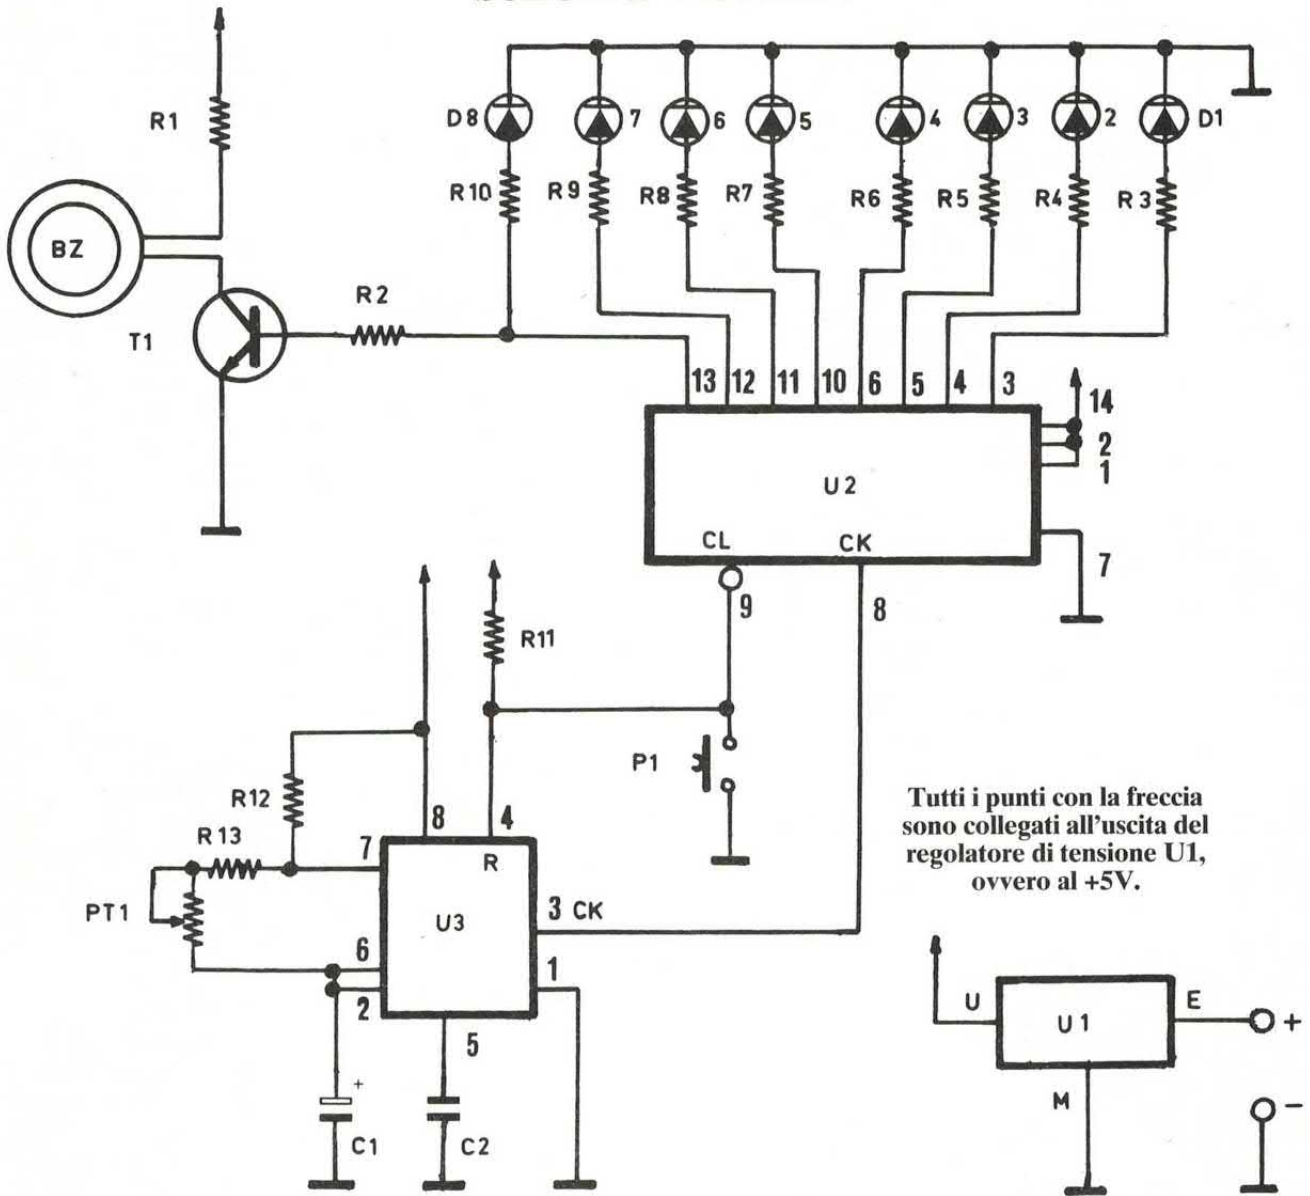 R1
BZ
T1
R2
D8
7
6
5
4
3
2
D1
R10
R9
R8
R7
R6
R5
R4
R3
13
12
11
10
6
5
4
3
14
2
1
U2
CL
CK
7
9
8
R11
P1
R12
R13
PT1
8
4
7
R
U3
3 CK
6
1
2
5
+
C1
C2
Tutti i punti con la freccia
sono collegati all'uscita del
regolatore di tensione U1,
ovvero al +5V.
U
U1
E
+
M
−